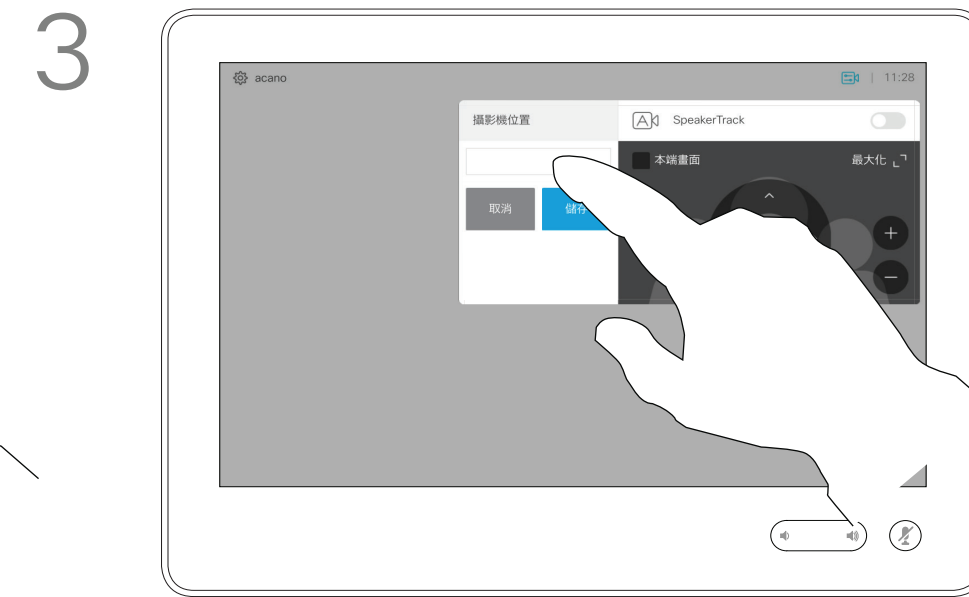 3
acano
11:28
攝影機位置
SpeakerTrack
本端畫面
最大化
取消
儲存